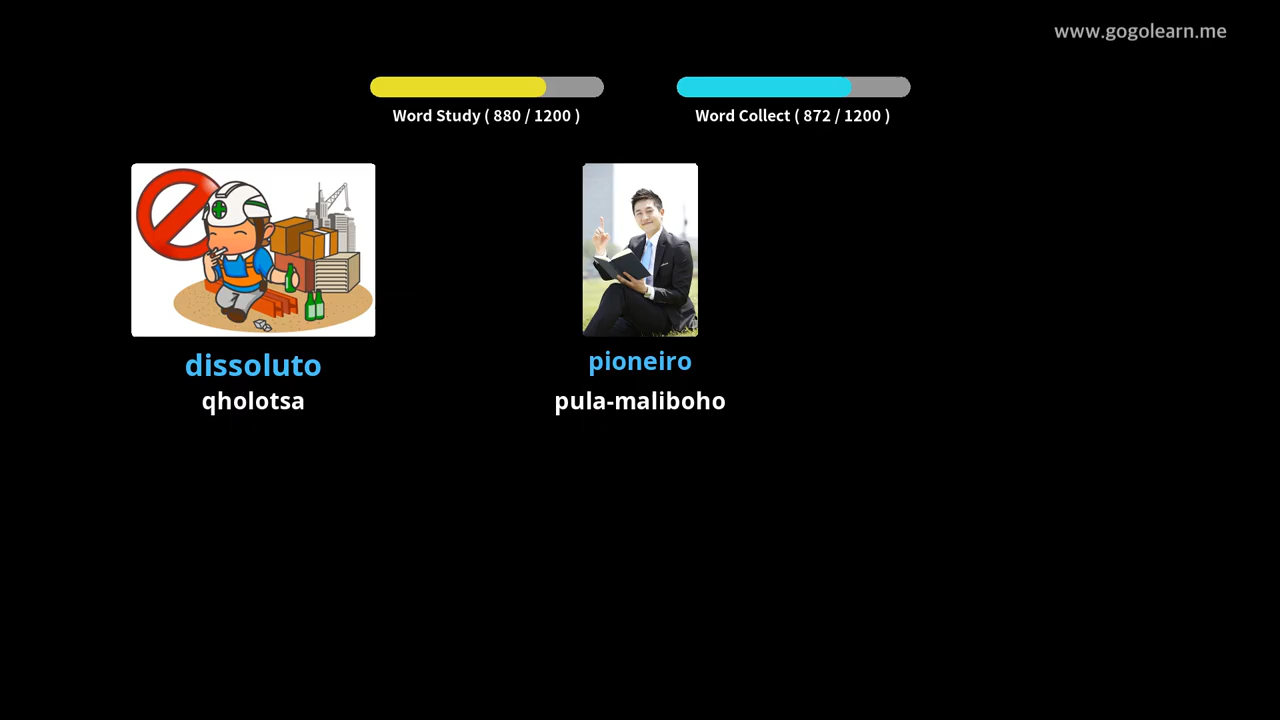 www.gogolearn.me
Word Study ( 880 / 1200 )
Word Collect ( 872 / 1200 )
dissoluto
qholotsa
pioneiro
pula-maliboho